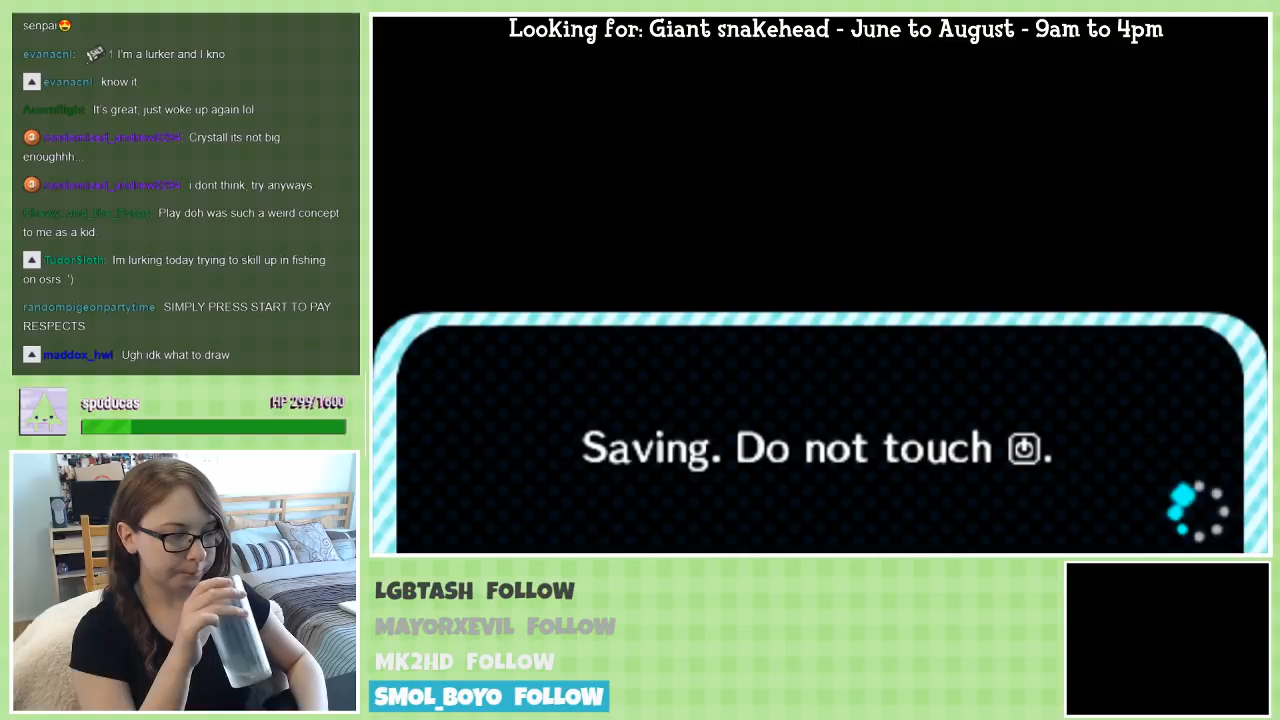 senpai😍
evanacnl: 1 I'm a lurker and I kno
evanacnl know it
Acornflight: It's great, just woke up again lol
Crystall its not big
enoughhh...
i dont think, try anyways
Play doh was such a weird concept
to me as a kid.
TudorSloth: Im lurking today trying to skill up in fishing
on osrs :')
randompigeonpartytime: SIMPLY PRESS START TO PAY
RESPECTS
maddox_hwl Ugh idk what to draw
spuducas HP 299/1600
Looking for: Giant snakehead - June to August - 9am to 4pm
Saving. Do not touch .
LGBTASH FOLLOW
MAYORXEVIL FOLLOW
MK2HD FOLLOW
SMOL_BOYO FOLLOW